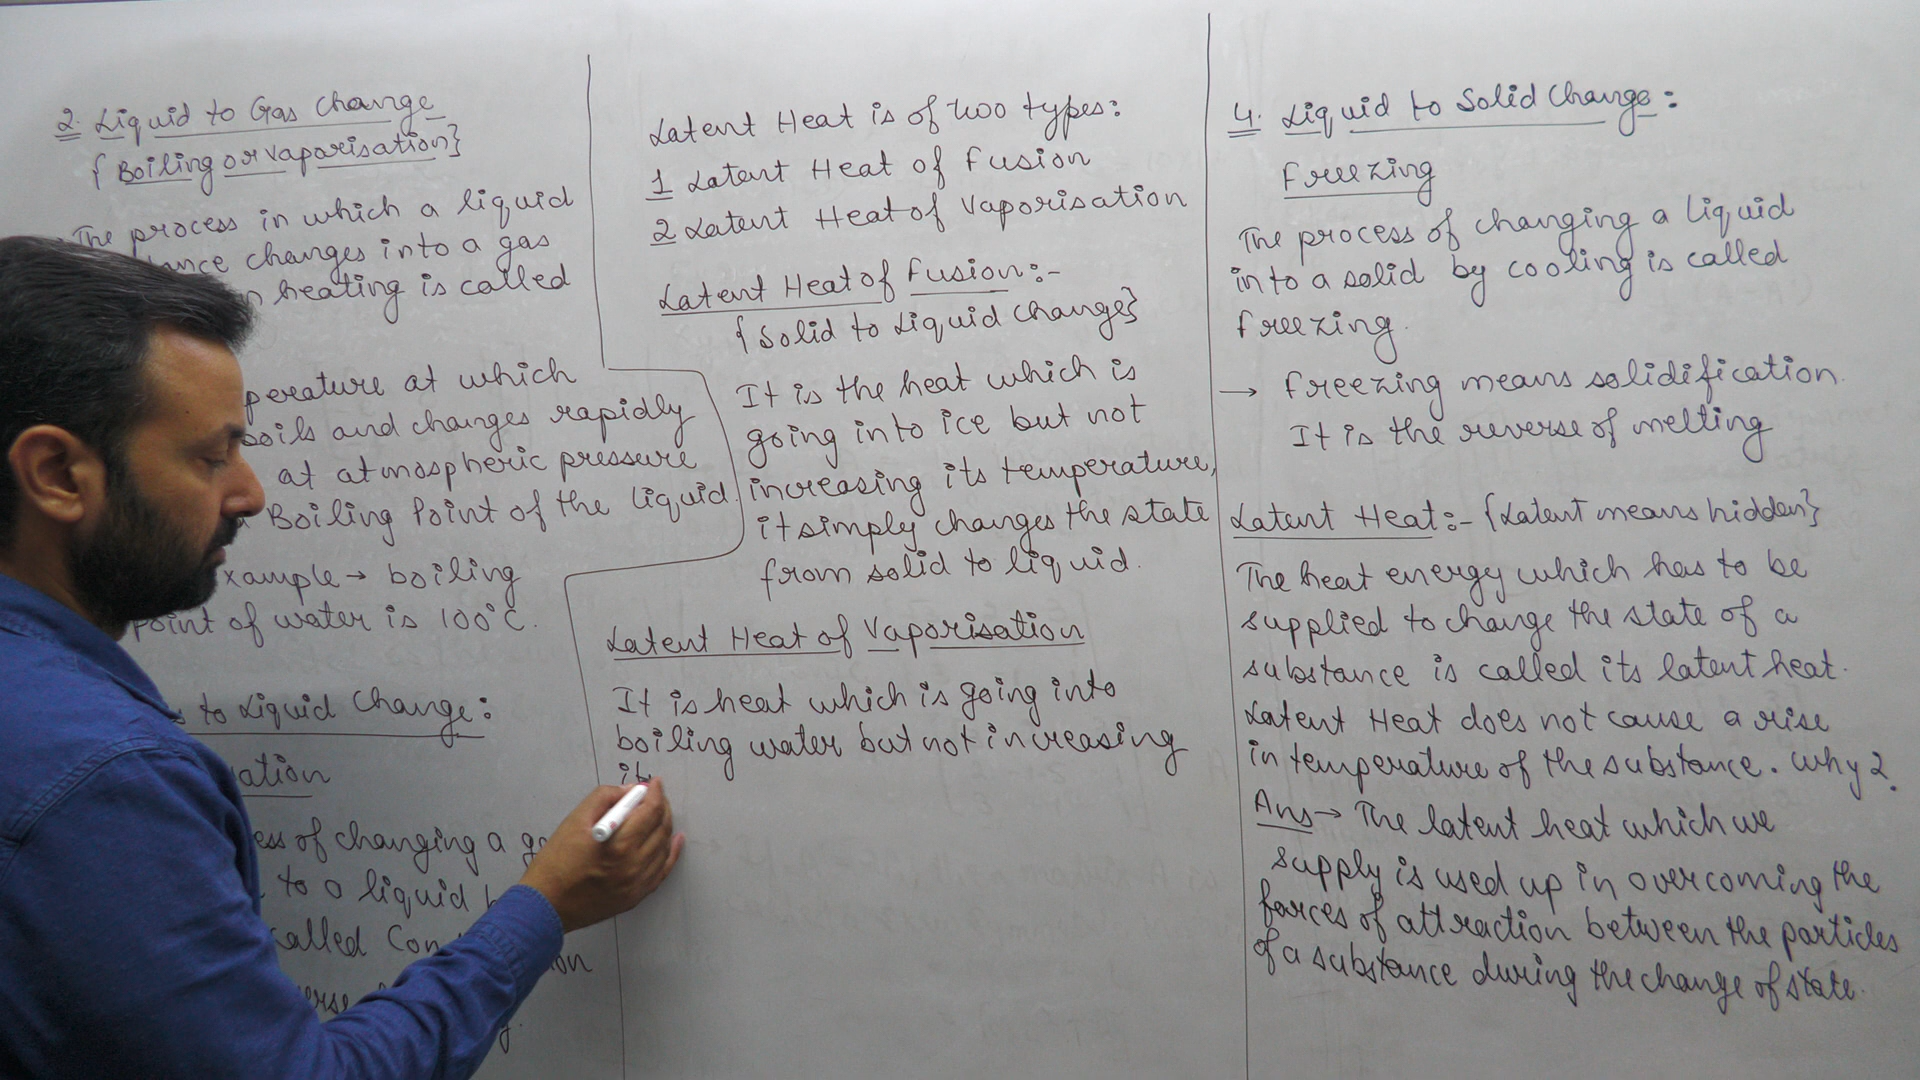 2. Liquid to Gas Change
{Boiling or vaporisation}
The process in which a liquid
changes into a gas
heating is called
at which
boils and changes rapidly
at atmospheric pressure
Boiling Point of the liquid.
→ boiling
Point of water is 100°C.
to Liquid Change:
of changing a
to a liquid
called
Latent Heat is of two types:
1 Latent Heat of Fusion
2 Latent Heat of Vaporisation
Latent Heat of Fusion:-
{Solid to Liquid Change}
It is the heat which is
going into ice but not
increasing its temperature,
it simply changes the state
from solid to liquid.
Latent Heat of Vaporisation
It is heat which is going into
boiling water but not increasing
it
4. Liquid to Solid Change:
Freezing
The process of changing a liquid
into a solid by cooling is called
freezing.
→ Freezing means solidification.
It is the reverse of melting
Latent Heat:- {Latent means hidden}
The heat energy which has to be
supplied to change the state of a
substance is called its latent heat.
Latent Heat does not cause a rise
in temperature of the substance. Why?
Ans → The latent heat which we
supply is used up in overcoming the
forces of attraction between the particles
of a substance during the change of state.